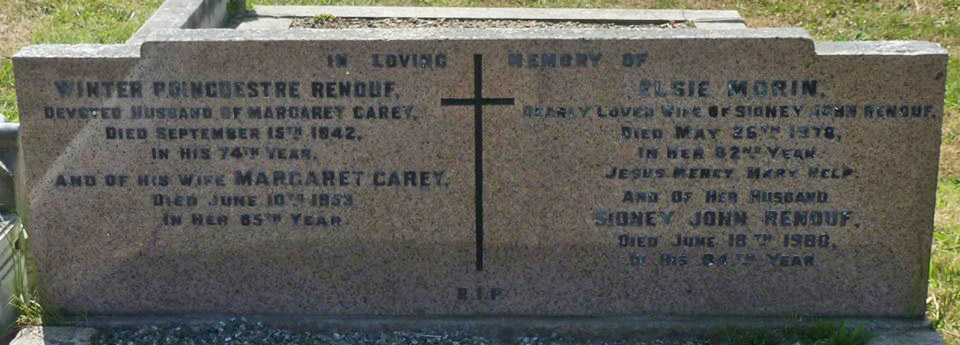 IN LOVING MEMORY OF
WINTER POINGDESTRE RENOUF,
DEVOTED HUSBAND OF MARGARET CAREY,
DIED SEPTEMBER 15TH 1942,
IN HIS 74TH YEAR,
AND OF HIS WIFE MARGARET CAREY,
DIED JUNE 10TH 1953
IN HER 85TH YEAR.
ELSIE MORIN,
DEARLY LOVED WIFE OF SIDNEY JOHN RENOUF,
DIED MAY 26TH 1978,
IN HER 82ND YEAR
JESUS MERCY, MARY HELP.
AND OF HER HUSBAND
SIDNEY JOHN RENOUF,
DIED JUNE 18TH 1980,
IN HIS 84TH YEAR
R.I.P.